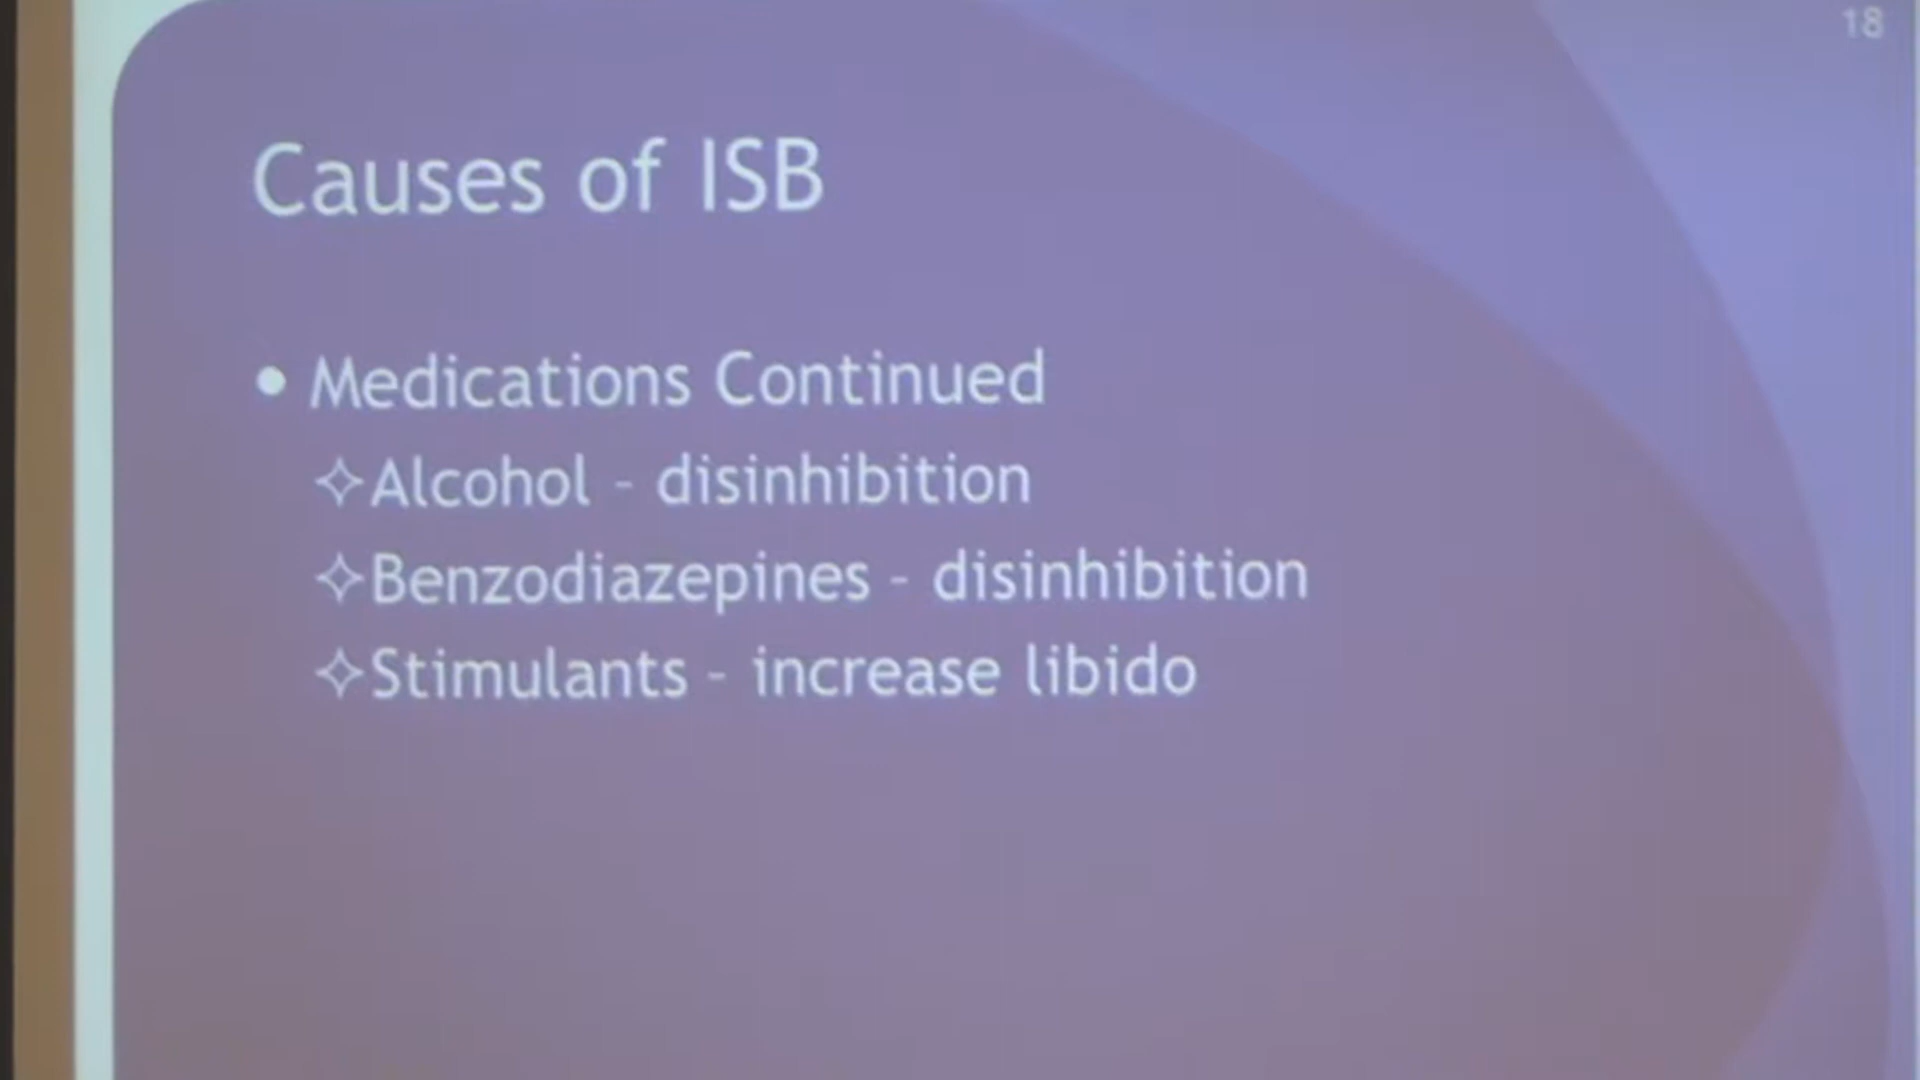 18
Causes of ISB
• Medications Continued
✧Alcohol – disinhibition
✧Benzodiazepines – disinhibition
✧Stimulants – increase libido